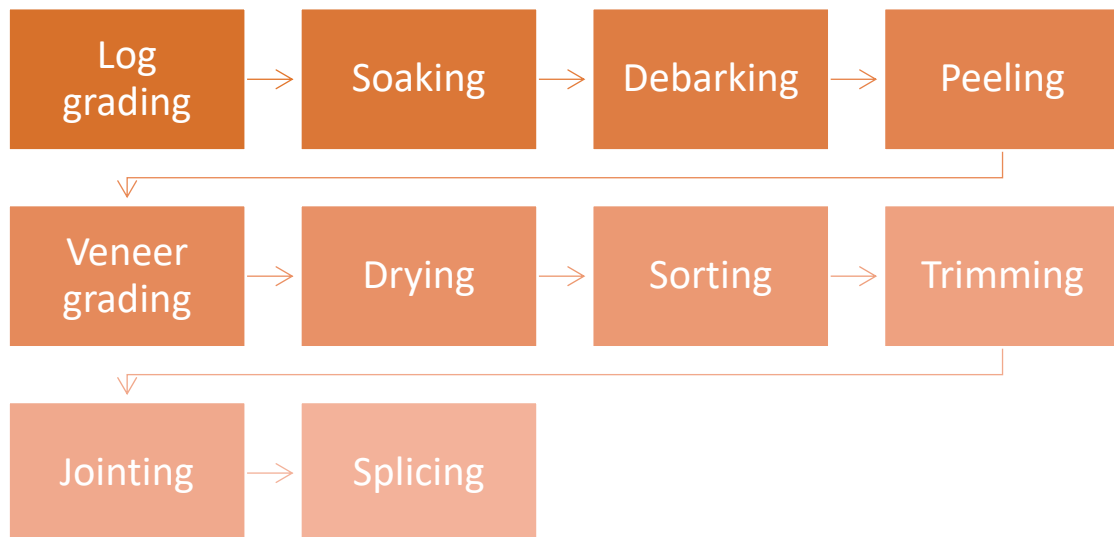 Log
grading
Soaking
Debarking
Peeling
Veneer
grading
Drying
Sorting
Trimming
Jointing
Splicing